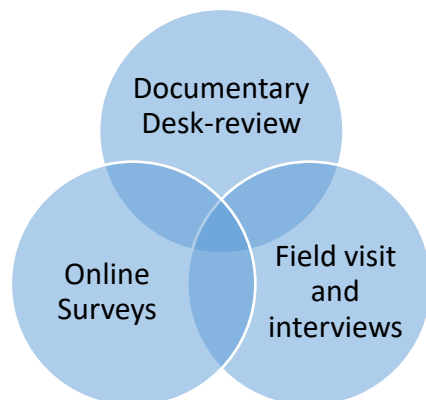 Documentary
Desk-review
Online
Surveys
Field visit
and
interviews